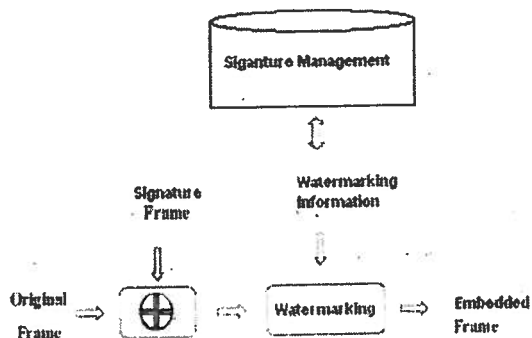 Siganture Management
Signature
Frame
Watermarking
Information
Original
Frame
Watermarking
Embedded
Frame